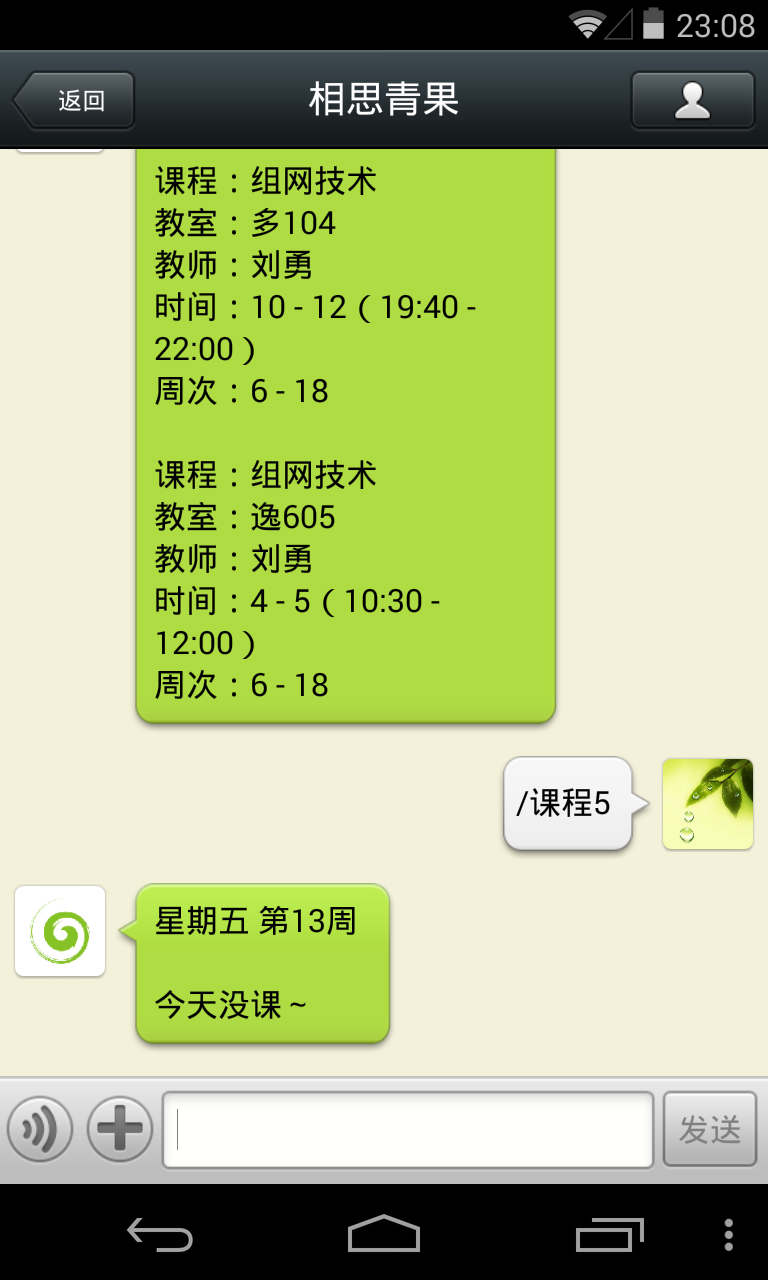 23:08
返回
相思青果
课程：组网技术
教室：多104
教师：刘勇
时间：10 - 12（19:40 -
22:00）
周次：6 - 18
课程：组网技术
教室：逸605
教师：刘勇
时间：4 - 5（10:30 -
12:00）
周次：6 - 18
/课程5
星期五 第13周
今天没课～
发送